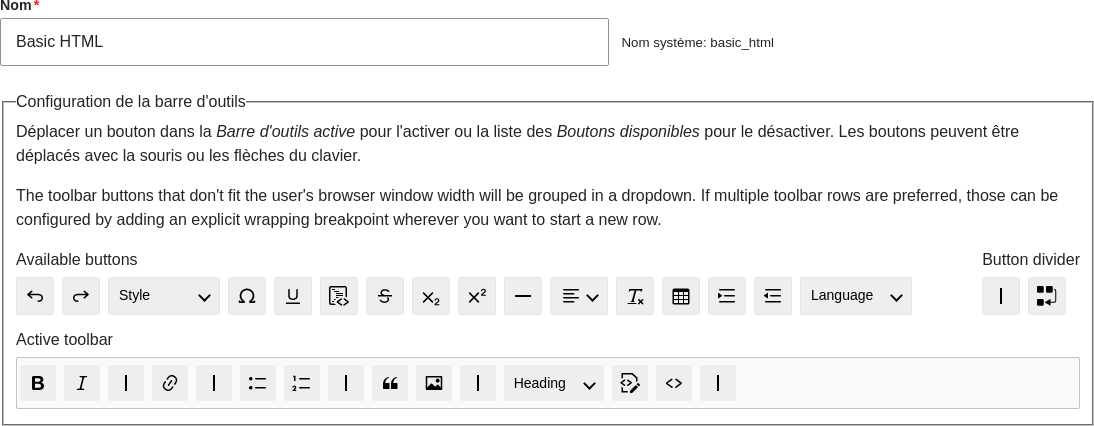 Nom*
Basic HTML
Nom système: basic_html
Configuration de la barre d'outils
Déplacer un bouton dans la Barre d'outils active pour l'activer ou la liste des Boutons disponibles pour le désactiver. Les boutons peuvent être
déplacés avec la souris ou les flèches du clavier.
The toolbar buttons that don't fit the user's browser window width will be grouped in a dropdown. If multiple toolbar rows are preferred, those can be
configured by adding an explicit wrapping breakpoint wherever you want to start a new row.
Available buttons
Button divider
Style
Language
Active toolbar
Heading